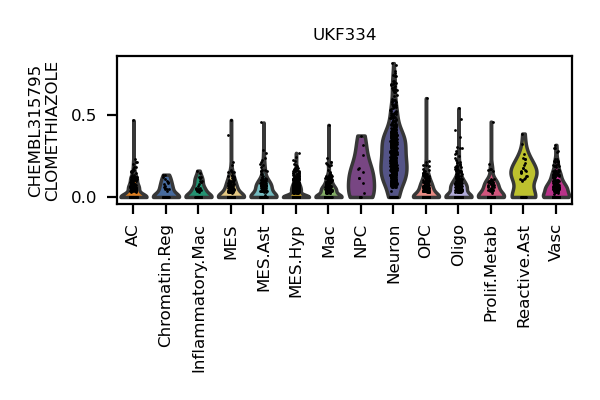 UKF334
CHEMBL315795
CLOMETHIAZOLE
0.5
0.0
AC
Chromatin.Reg
Inflammatory.Mac
MES
MES.Ast
MES.Hyp
Mac
NPC
Neuron
OPC
Oligo
Prolif.Metab
Reactive.Ast
Vasc